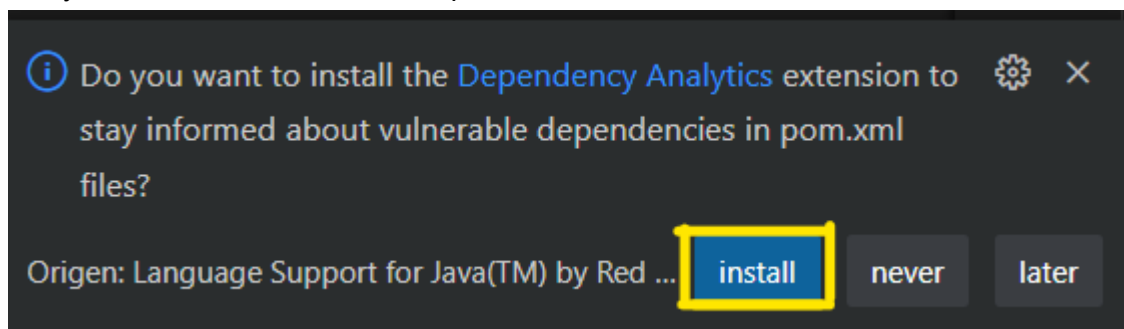 Do you want to install the Dependency Analytics extension to
stay informed about vulnerable dependencies in pom.xml
files?
Origen: Language Support for Java(TM) by Red ... install never later